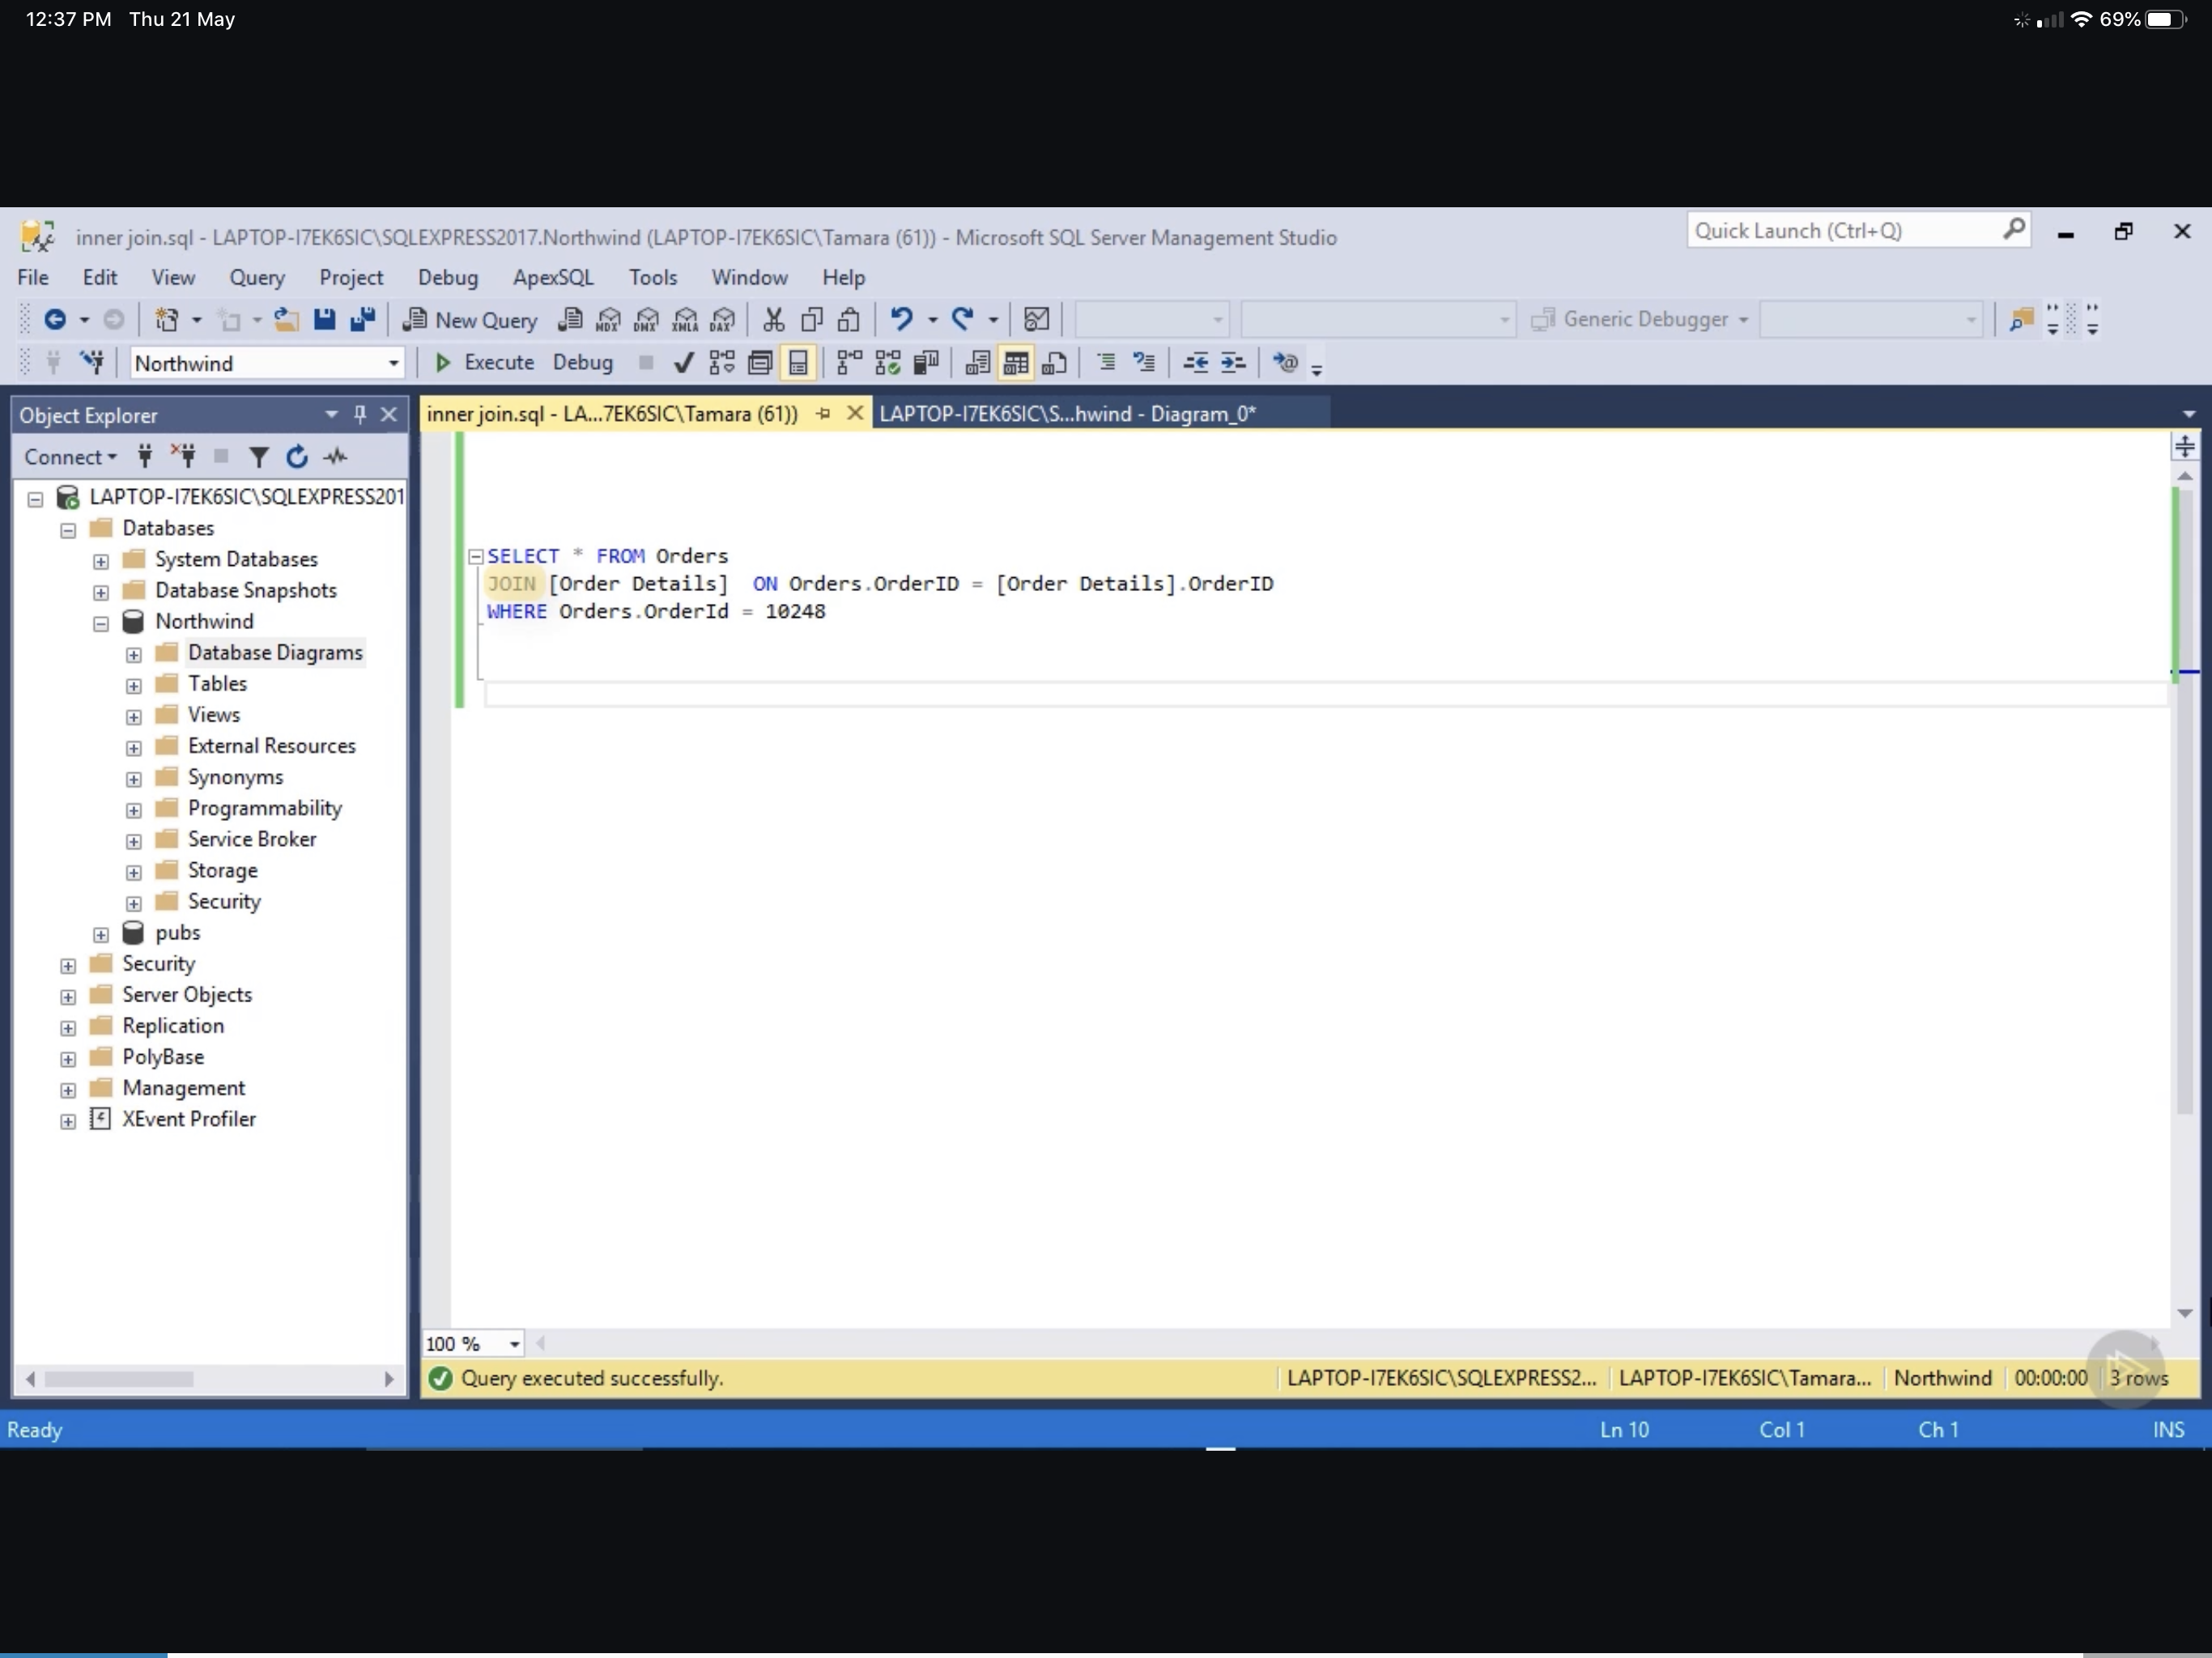 12:37 PM Thu 21 May
69%
inner join.sql - LAPTOP-I7EK6SIC\SQLEXPRESS2017.Northwind (LAPTOP-I7EK6SIC\Tamara (61)) - Microsoft SQL Server Management Studio
Quick Launch (Ctrl+Q)
File Edit View Query Project Debug ApexSQL Tools Window Help
New Query MDX DMX XMLA DAX Generic Debugger
Northwind Execute Debug
Object Explorer
inner join.sql - LA...7EK6SIC\Tamara (61)) LAPTOP-I7EK6SIC\S...hwind - Diagram_0*
Connect
LAPTOP-I7EK6SIC\SQLEXPRESS201
Databases
System Databases
Database Snapshots
Northwind
Database Diagrams
Tables
Views
External Resources
Synonyms
Programmability
Service Broker
Storage
Security
pubs
Security
Server Objects
Replication
PolyBase
Management
XEvent Profiler
SELECT * FROM Orders
JOIN [Order Details]  ON Orders.OrderID = [Order Details].OrderID
WHERE Orders.OrderId = 10248
100 %
Query executed successfully. LAPTOP-I7EK6SIC\SQLEXPRESS2... LAPTOP-I7EK6SIC\Tamara... Northwind 00:00:00 3 rows
Ready Ln 10 Col 1 Ch 1 INS